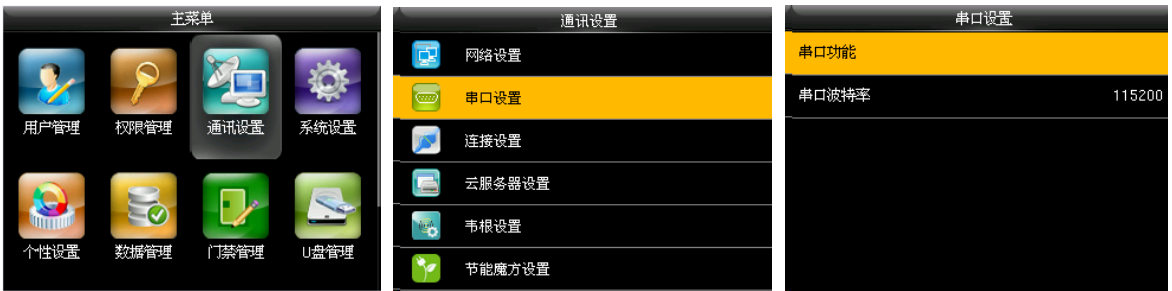 主菜单
用户管理 权限管理 通讯设置 系统设置
个性设置 数据管理 门禁管理 U盘管理
通讯设置
网络设置
串口设置
连接设置
云服务器设置
韦根设置
节能魔方设置
串口设置
串口功能
串口波特率 115200